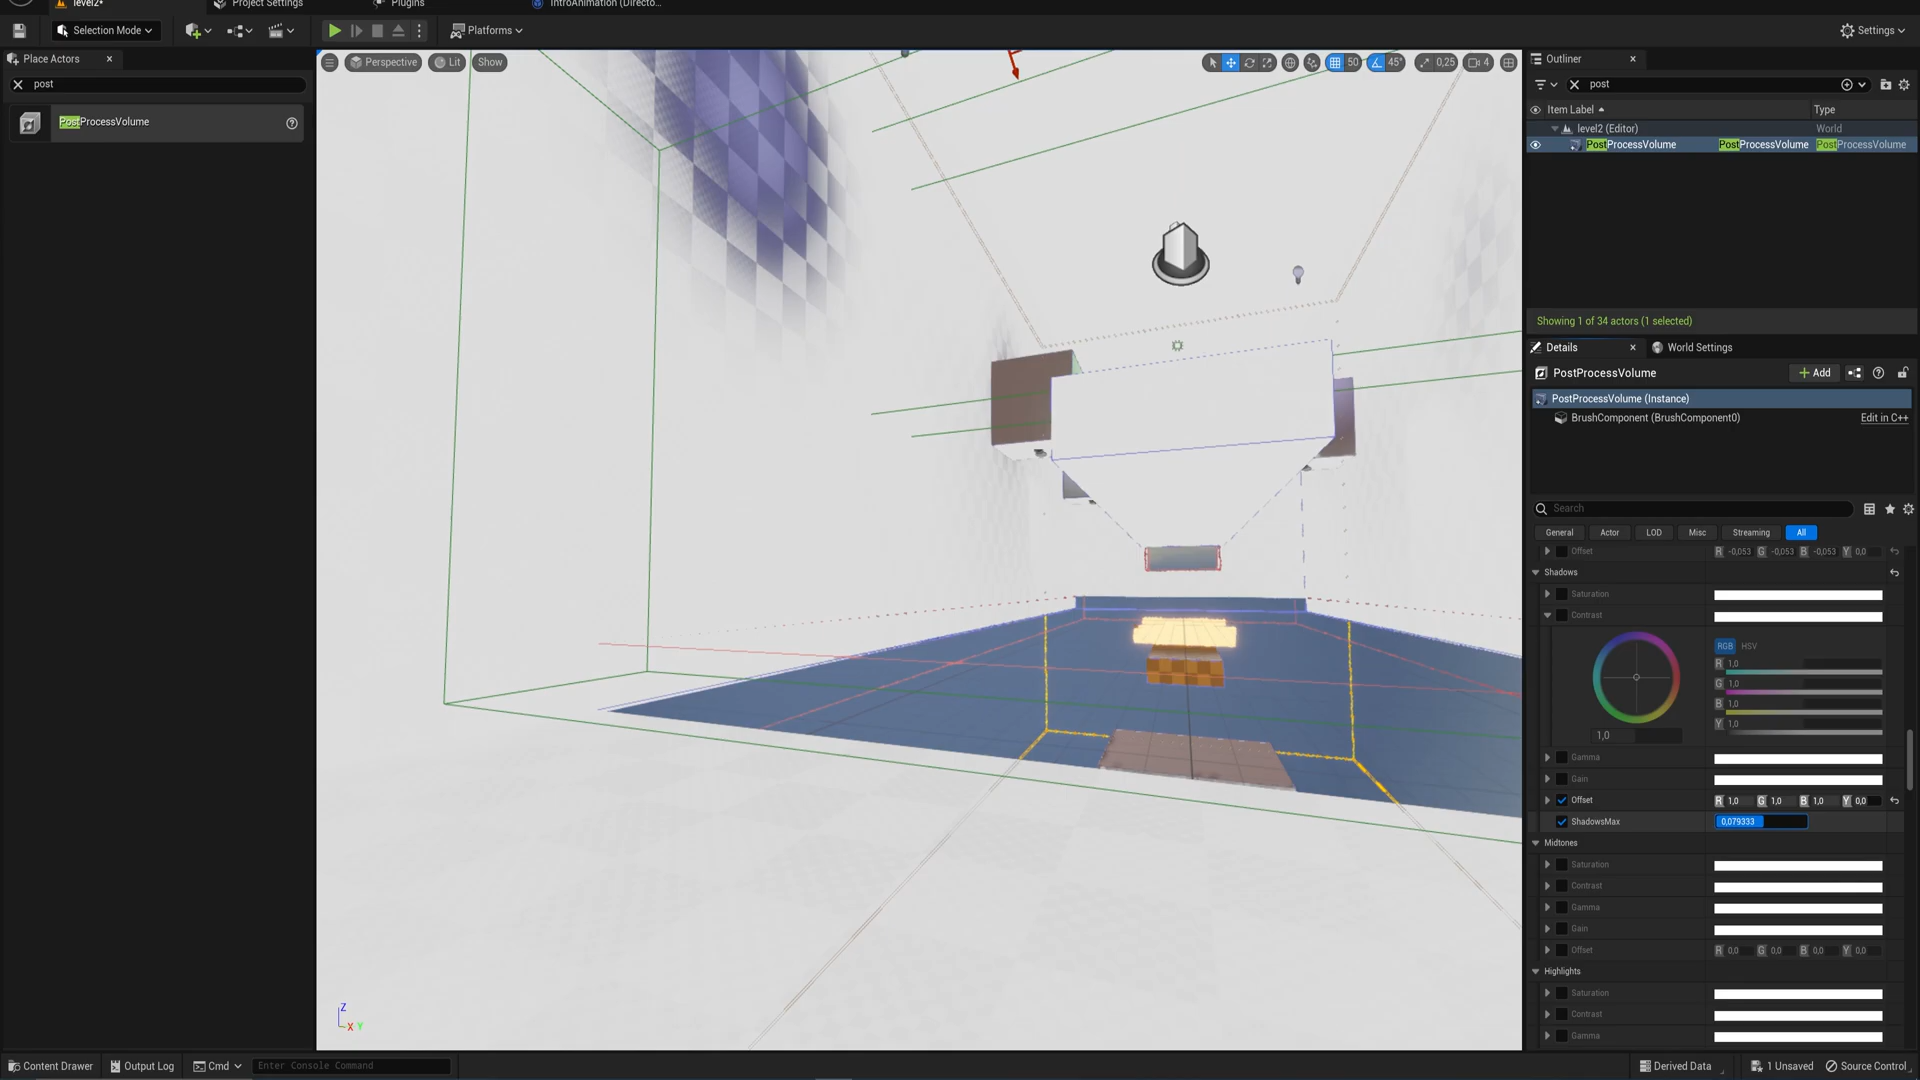 level2*
Project Settings
Plugins
IntroAnimation (Directo...
Selection Mode
Platforms
Settings
Place Actors
post
PostProcessVolume
Perspective
Lit
Show
50
45°
0,25
4
Z
X Y
Outliner
post
Item Label
Type
level2 (Editor)
World
PostProcessVolume
PostProcessVolume
PostProcessVolume
Showing 1 of 34 actors (1 selected)
Details
World Settings
PostProcessVolume
+ Add
PostProcessVolume (Instance)
BrushComponent (BrushComponent0)
Edit in C++
Search
General
Actor
LOD
Misc
Streaming
All
Offset R -0,053 G -0,053 B -0,053 Y 0,0
Shadows
Saturation
Contrast
RGB HSV
R 1,0
G 1,0
B 1,0
Y 1,0
1,0
Gamma
Gain
Offset R 1,0 G 1,0 B 1,0 Y 0,0
ShadowsMax 0,079333
Midtones
Saturation
Contrast
Gamma
Gain
Offset R 0,0 G 0,0 B 0,0 Y 0,0
Highlights
Saturation
Contrast
Gamma
Content Drawer
Output Log
Cmd
Enter Console Command
Derived Data
1 Unsaved
Source Control